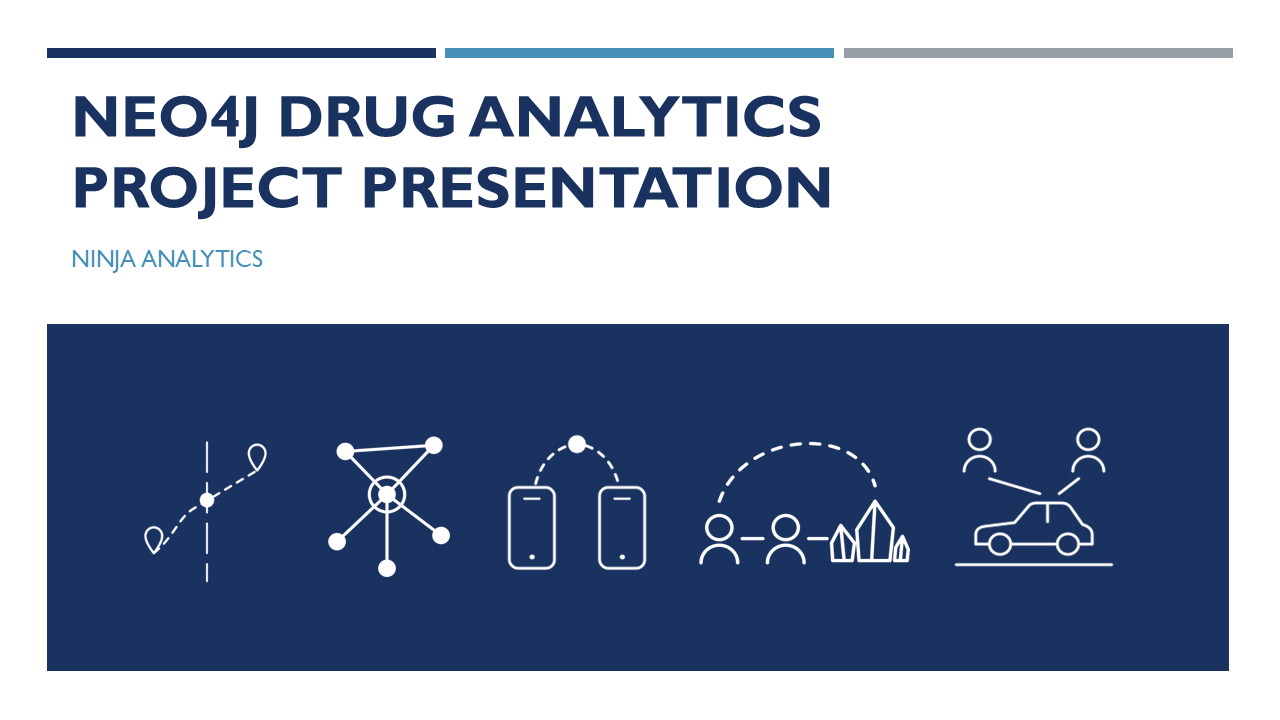 NEO4J DRUG ANALYTICS
PROJECT PRESENTATION
NINJA ANALYTICS